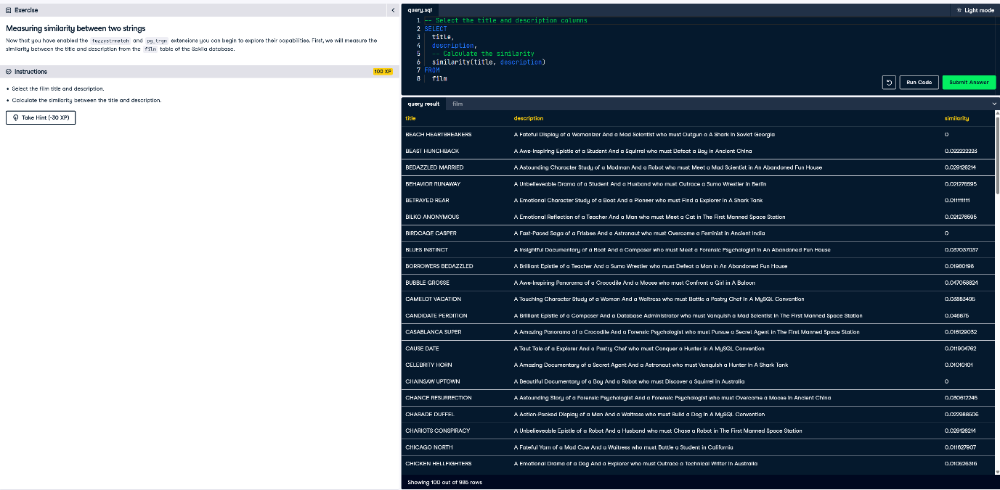 Exercise
Measuring similarity between two strings
Now that you have enabled the fuzzystrmatch and pg_trgm extensions you can begin to explore their capabilities. First, we will measure the
similarity between the title and description from the film table of the Sakila database.
Instructions
100 XP
Select the film title and description.
Calculate the similarity between the title and description.
Take Hint (-30 XP)
query.sql
Light mode
1 -- Select the title and description columns
2 SELECT
3 title,
4 description,
5 -- Calculate the similarity
6 similarity(title, description)
7 FROM
8 film
Run Code
Submit Answer
query result film
title description similarity
BEACH HEARTBREAKERS A Fateful Display of a Womanizer And a Mad Scientist who must Outgun a A Shark in Soviet Georgia 0
BEAST HUNCHBACK A Awe-Inspiring Epistle of a Student And a Squirrel who must Defeat a Boy in Ancient China 0.022222223
BEDAZZLED MARRIED A Astounding Character Study of a Madman And a Robot who must Meet a Mad Scientist in An Abandoned Fun House 0.029126214
BEHAVIOR RUNAWAY A Unbelieveable Drama of a Student And a Husband who must Outrace a Sumo Wrestler in Berlin 0.021276595
BETRAYED REAR A Emotional Character Study of a Boat And a Pioneer who must Find a Explorer in A Shark Tank 0.011111111
BILKO ANONYMOUS A Emotional Reflection of a Teacher And a Man who must Meet a Cat in The First Manned Space Station 0.021276595
BIRDCAGE CASPER A Fast-Paced Saga of a Frisbee And a Astronaut who must Overcome a Feminist in Ancient India 0
BLUES INSTINCT A Insightful Documentary of a Boat And a Composer who must Meet a Forensic Psychologist in An Abandoned Fun House 0.037037037
BORROWERS BEDAZZLED A Brilliant Epistle of a Teacher And a Sumo Wrestler who must Defeat a Man in An Abandoned Fun House 0.01980198
BUBBLE GROSSE A Awe-Inspiring Panorama of a Crocodile And a Moose who must Confront a Girl in A Baloon 0.047058824
CAMELOT VACATION A Touching Character Study of a Woman And a Waitress who must Battle a Pastry Chef in A MySQL Convention 0.03883495
CANDIDATE PERDITION A Brilliant Epistle of a Composer And a Database Administrator who must Vanquish a Mad Scientist in The First Manned Space Station 0.046875
CASABLANCA SUPER A Amazing Panorama of a Crocodile And a Forensic Psychologist who must Pursue a Secret Agent in The First Manned Space Station 0.016129032
CAUSE DATE A Taut Tale of a Explorer And a Pastry Chef who must Conquer a Hunter in A MySQL Convention 0.011904762
CELEBRITY HORN A Amazing Documentary of a Secret Agent And a Astronaut who must Vanquish a Hunter in A Shark Tank 0.01010101
CHAINSAW UPTOWN A Beautiful Documentary of a Boy And a Robot who must Discover a Squirrel in Australia 0
CHANCE RESURRECTION A Astounding Story of a Forensic Psychologist And a Forensic Psychologist who must Overcome a Moose in Ancient China 0.030612245
CHARADE DUFFEL A Action-Packed Display of a Man And a Waitress who must Build a Dog in A MySQL Convention 0.022988506
CHARIOTS CONSPIRACY A Unbelieveable Epistle of a Robot And a Husband who must Chase a Robot in The First Manned Space Station 0.029126214
CHICAGO NORTH A Fateful Yarn of a Mad Cow And a Waitress who must Battle a Student in California 0.011627907
CHICKEN HELLFIGHTERS A Emotional Drama of a Dog And a Explorer who must Outrace a Technical Writer in Australia 0.010526316
Showing 100 out of 985 rows